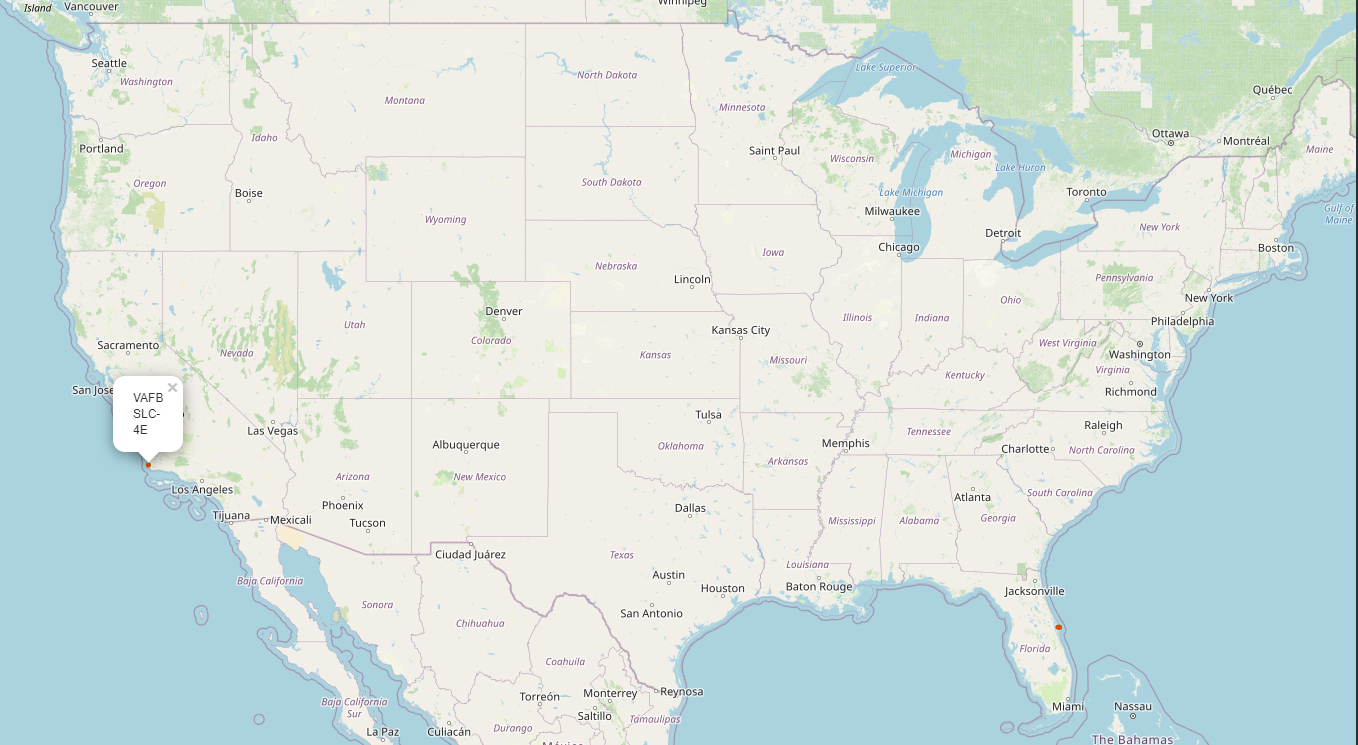 Island
Vancouver
Winnipeg
Seattle
Washington
North Dakota
Montana
Minnesota
Lake Superior
Québec
Ottawa
Montréal
Maine
Portland
Idaho
Saint Paul
Wisconsin
Michigan
Lake Huron
Oregon
Boise
South Dakota
Lake Michigan
Toronto
Wyoming
Milwaukee
Detroit
New York
Gulf of
Maine
Chicago
Boston
Nebraska
Iowa
Lincoln
Pennsylvania
Ohio
New York
Denver
Utah
Colorado
Illinois
Indiana
Philadelphia
Kansas City
Sacramento
Nevada
Kansas
Missouri
West Virginia
Washington
Virginia
Kentucky
San Jose
Richmond
VAFB
SLC-
4E
×
Las Vegas
Tulsa
Raleigh
Albuquerque
Oklahoma
Memphis
Tennessee
Charlotte
North Carolina
Arkansas
Los Angeles
Arizona
New Mexico
Atlanta
South Carolina
Phoenix
Dallas
Tijuana
Mexicali
Tucson
Mississippi
Alabama
Georgia
Ciudad Juárez
Texas
Louisiana
Austin
Houston
Baton Rouge
Jacksonville
Baja California
Sonora
San Antonio
Chihuahua
Florida
Coahuila
Torreón
Monterrey
Reynosa
Baja California
Sur
Saltillo
Tamaulipas
Miami
Nassau
La Paz
Culiacán
Durango
México
The Bahamas